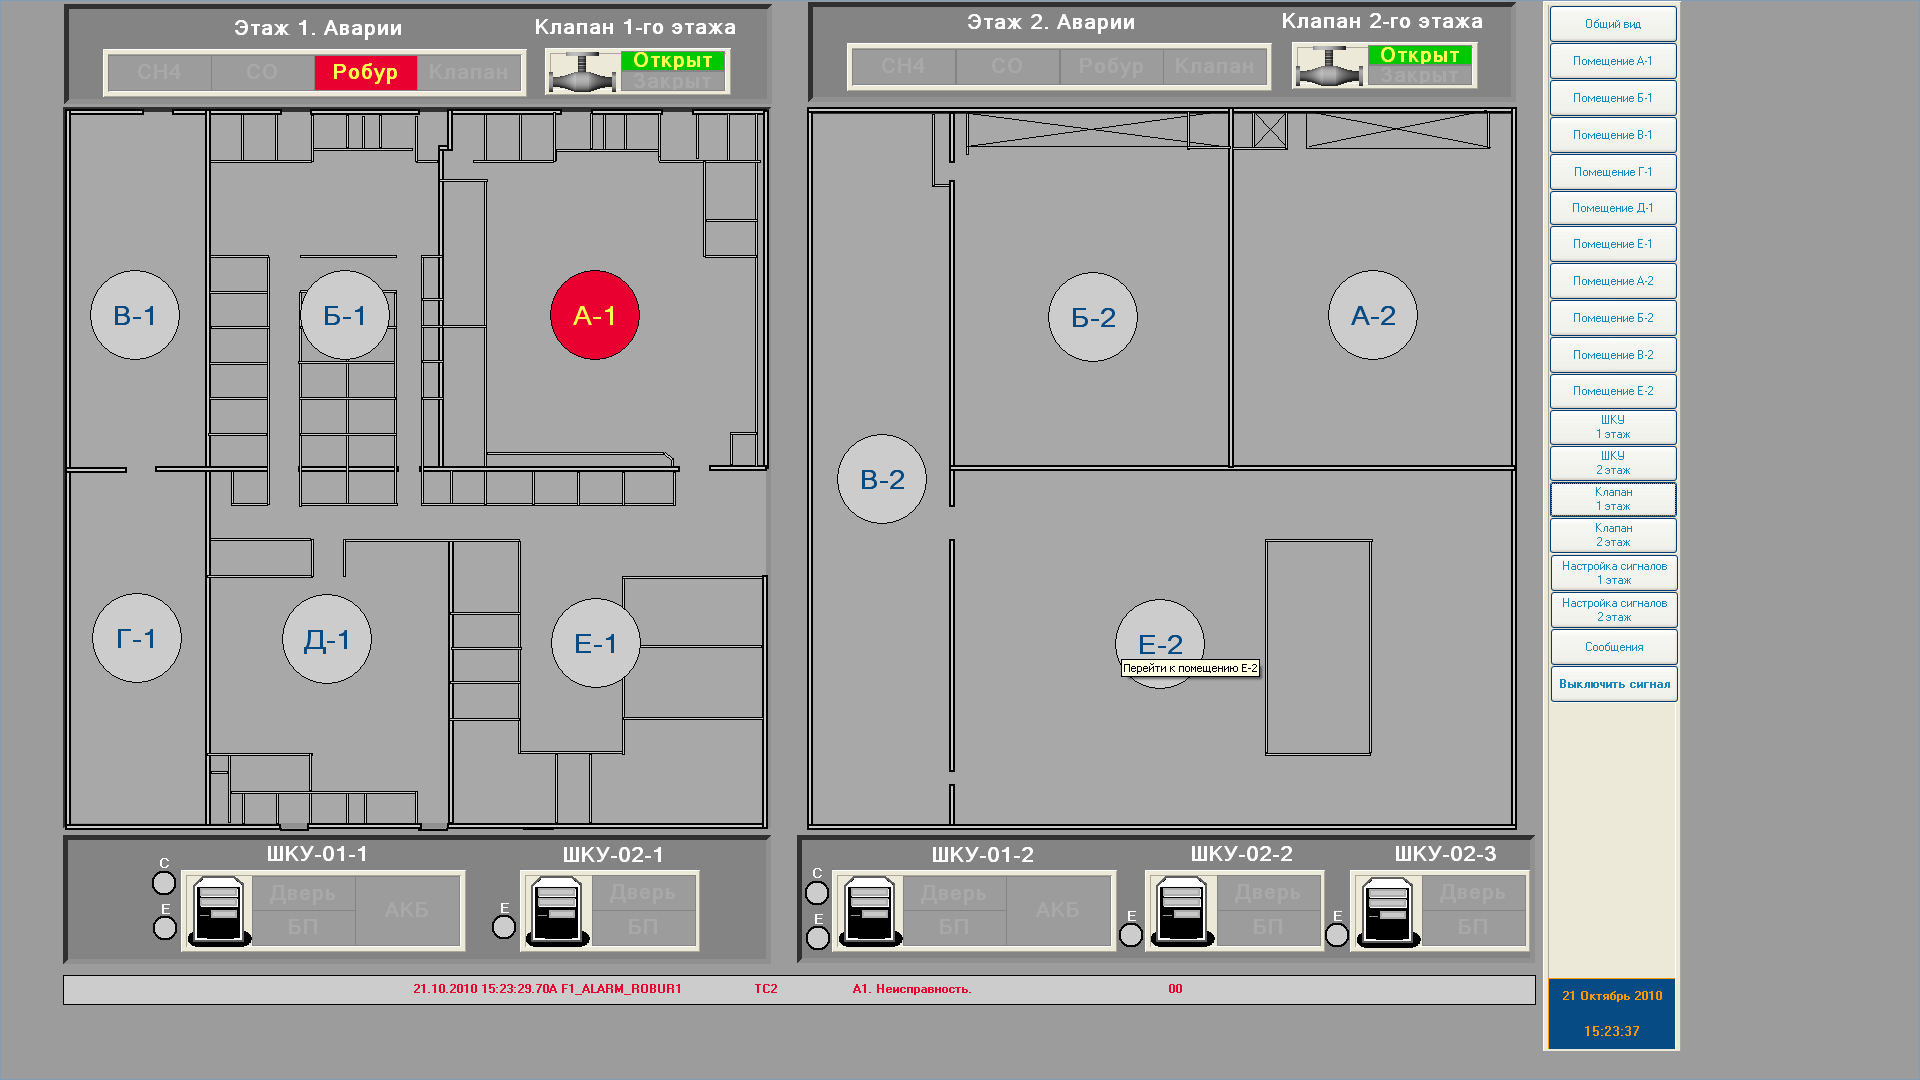 Этаж 1. Аварии
Клапан 1-го этажа
СН4
СО
Робур
Клапан
Открыт
Закрыт
Этаж 2. Аварии
Клапан 2-го этажа
СН4
СО
Робур
Клапан
Открыт
Закрыт
В-1
Б-1
А-1
Г-1
Д-1
Е-1
Б-2
А-2
В-2
Е-2
Перейти к помещению Е-2
ШКУ-01-1
С
Е
Дверь
БП
АКБ
ШКУ-02-1
Е
Дверь
БП
ШКУ-01-2
С
Е
Дверь
БП
АКБ
ШКУ-02-2
Е
Дверь
БП
ШКУ-02-3
Е
Дверь
БП
21.10.2010 15:23:29.70A F1_ALARM_ROBUR1 TC2 А1. Неисправность. 00
Общий вид
Помещение А-1
Помещение Б-1
Помещение В-1
Помещение Г-1
Помещение Д-1
Помещение Е-1
Помещение А-2
Помещение Б-2
Помещение В-2
Помещение Е-2
ШКУ
1 этаж
ШКУ
2 этаж
Клапан
1 этаж
Клапан
2 этаж
Настройка сигналов
1 этаж
Настройка сигналов
2 этаж
Сообщения
Выключить сигнал
21 Октябрь 2010
15:23:37